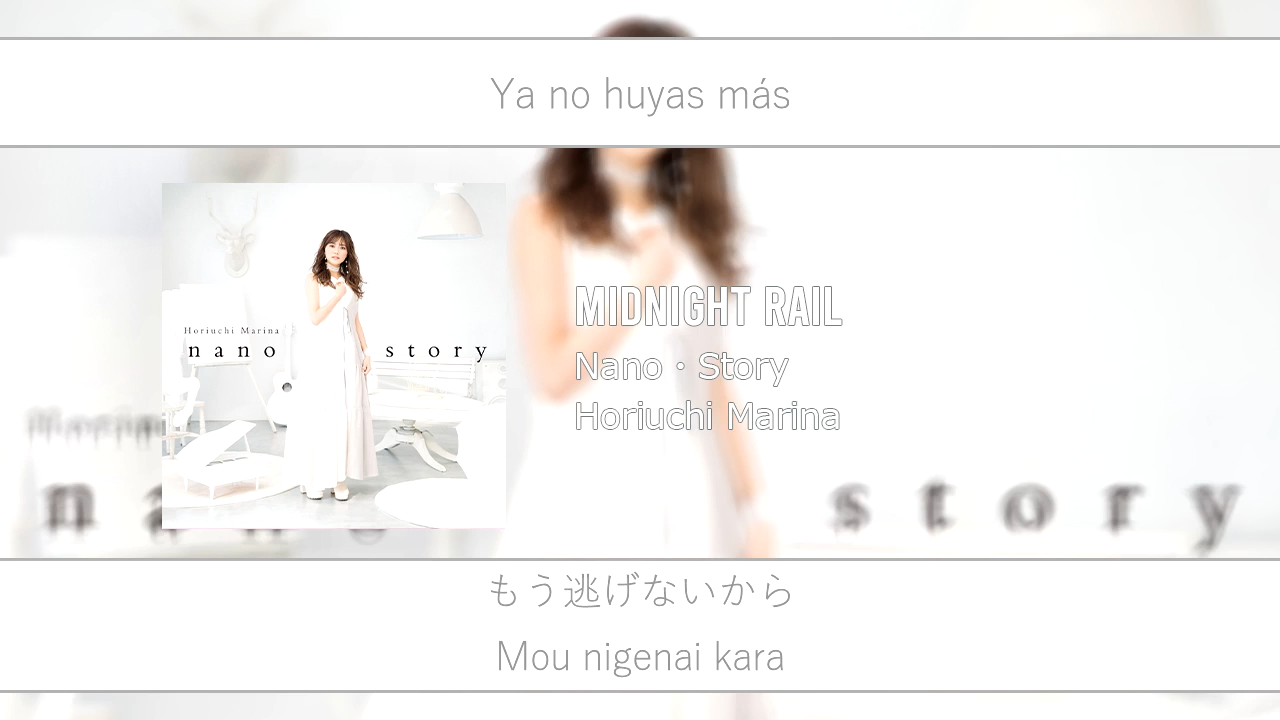 Ya no huyas más
Horiuchi Marina
nano story
MIDNIGHT RAIL
Nano・Story
Horiuchi Marina
story
もう逃げないから
Mou nigenai kara